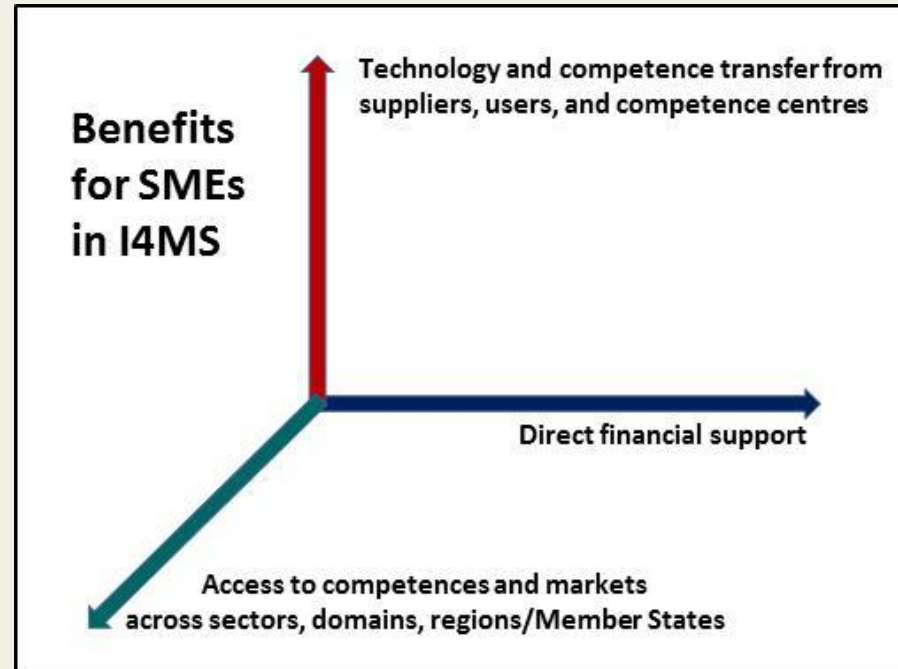 Benefits
for SMEs
in I4MS
Technology and competence transfer from
suppliers, users, and competence centres
Direct financial support
Access to competences and markets
across sectors, domains, regions/Member States